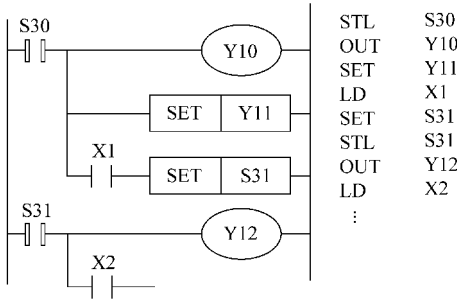 S30
Y10
SET Y11
X1
SET S31
S31
Y12
X2
STL S30
OUT Y10
SET Y11
LD X1
SET S31
STL S31
OUT Y12
LD X2
⋮